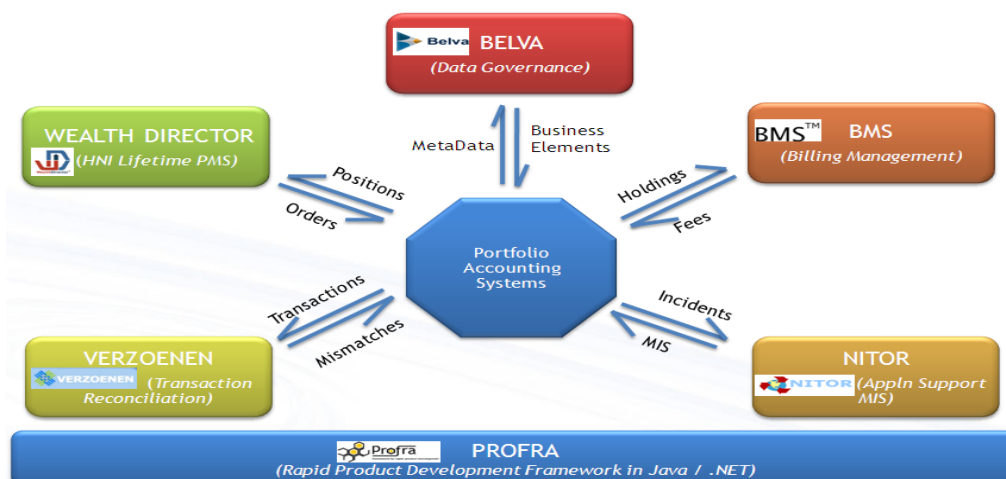 Belva BELVA
(Data Governance)
WEALTH DIRECTOR
(HNI Lifetime PMS)
BMS™ BMS
(Billing Management)
MetaData
Business
Elements
Positions
Orders
Holdings
Fees
Portfolio
Accounting
Systems
Transactions
Mismatches
Incidents
MIS
VERZOENEN
VERZOENEN (Transaction
Reconciliation)
NITOR
NITOR (Appln Support
MIS)
Profra PROFRA
(Rapid Product Development Framework in Java / .NET)